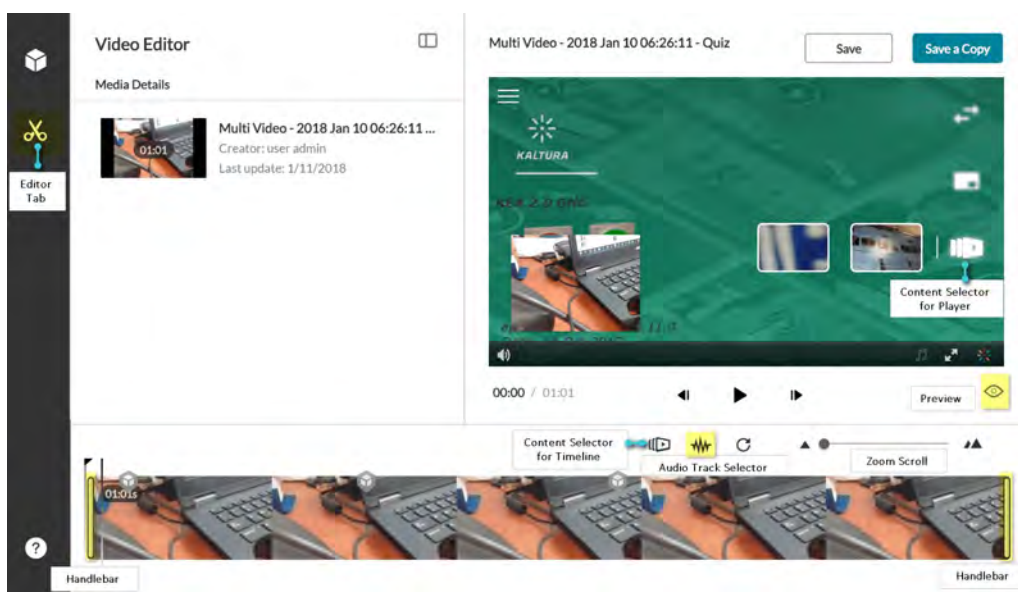 Video Editor
Multi Video - 2018 Jan 10 06:26:11 - Quiz
Save
Save a Copy
Media Details
Multi Video - 2018 Jan 10 06:26:11 ...
Creator: user admin
Last update: 1/11/2018
01:01
Editor
Tab
KALTURA
Content Selector
for Player
00:00 / 01:01
Preview
Content Selector
for Timeline
Audio Track Selector
Zoom Scroll
01:01s
?
Handlebar
Handlebar